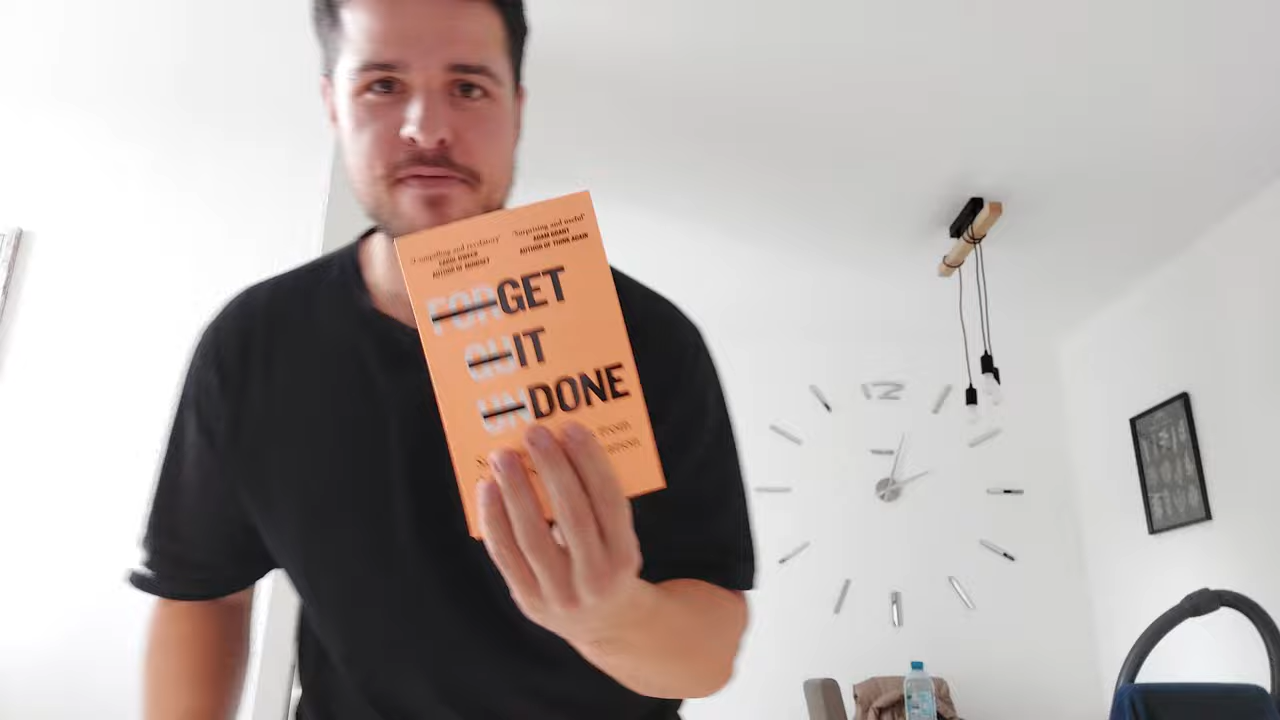 'Compelling and revelatory'
CAROL DWECK
AUTHOR OF MINDSET
'Surprising and useful'
ADAM GRANT
AUTHOR OF THINK AGAIN
FORGET
QUIT
UNDONE
12